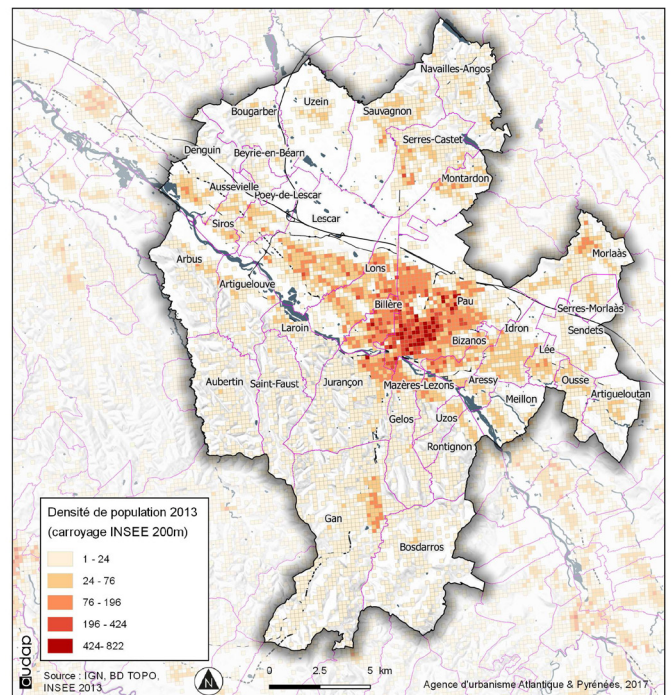 Navailles-Angos
Uzein
Sauvagnon
Bougarber
Serres-Castet
Denguin
Beyrie-en-Béarn
Montardon
Aussevielle
Poey-de-Lescar
Siros
Lescar
Morlaàs
Arbus
Lons
Artiguelouve
Billère
Pau
Serres-Morlaàs
Laroin
Idron
Sendets
Bizanos
Lée
Aubertin
Saint-Faust
Jurançon
Mazères-Lezons
Aressy
Ousse
Meillon
Artigueloutan
Gelos
Uzos
Rontignon
Gan
Bosdarros
Densité de population 2013
(carroyage INSEE 200m)
1 - 24
24 - 76
76 - 196
196 - 424
424- 822
audap
Source : IGN, BD TOPO,
INSEE 2013
N
0 2.5 5 km
Agence d'urbanisme Atlantique & Pyrénées, 2017